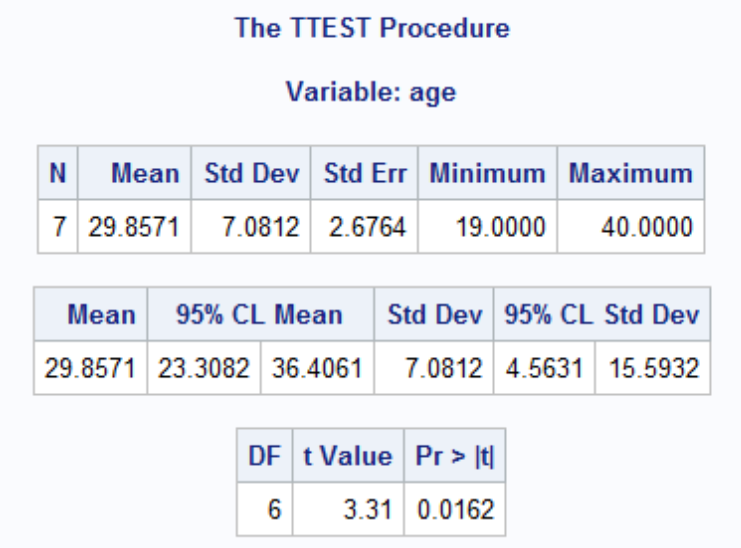 The TTEST Procedure
Variable: age
N Mean Std Dev Std Err Minimum Maximum
7 29.8571 7.0812 2.6764 19.0000 40.0000
Mean 95% CL Mean Std Dev 95% CL Std Dev
29.8571 23.3082 36.4061 7.0812 4.5631 15.5932
DF t Value Pr > |t|
6 3.31 0.0162